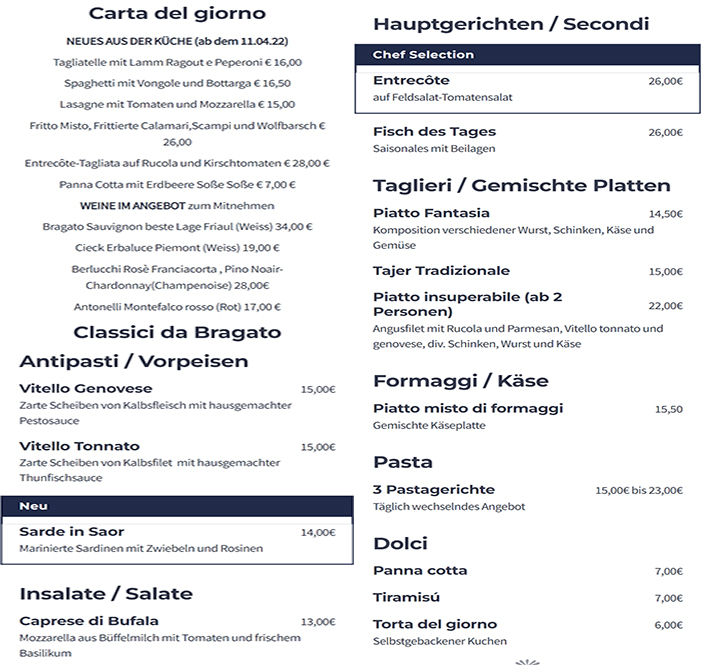 Carta del giorno
NEUES AUS DER KÜCHE (ab dem 11.04.22)
Tagliatelle mit Lamm Ragout e Peperoni € 16,00
Spaghetti mit Vongole und Bottarga € 16,50
Lasagne mit Tomaten und Mozzarella € 15,00
Fritto Misto, Frittierte Calamari,Scampi und Wolfbarsch €
26,00
Entrecôte-Tagliata auf Rucola und Kirschtomaten € 28,00 €
Panna Cotta mit Erdbeere Soße Soße € 7,00 €
WEINE IM ANGEBOT zum Mitnehmen
Bragato Sauvignon beste Lage Friaul (Weiss) 34,00 €
Cieck Erbaluce Piemont (Weiss) 19,00 €
Berlucchi Rosè Franciacorta , Pino Noair-
Chardonnay(Champenoise) 28,00€
Antonelli Montefalco rosso (Rot) 17,00 €
Classici da Bragato
Antipasti / Vorpeisen
Vitello Genovese 15,00€
Zarte Scheiben von Kalbsfleisch mit hausgemachter
Pestosauce
Vitello Tonnato 15,00€
Zarte Scheiben von Kalbsfilet mit hausgemachter
Thunfischsauce
Neu
Sarde in Saor 14,00€
Marinierte Sardinen mit Zwiebeln und Rosinen
Insalate / Salate
Caprese di Bufala 13,00€
Mozzarella aus Büffelmilch mit Tomaten und frischem
Basilikum
Hauptgerichten / Secondi
Chef Selection
Entrecôte 26,00€
auf Feldsalat-Tomatensalat
Fisch des Tages 26,00€
Saisonales mit Beilagen
Taglieri / Gemischte Platten
Piatto Fantasia 14,50€
Komposition verschiedener Wurst, Schinken, Käse und
Gemüse
Tajer Tradizionale 15,00€
Piatto insuperabile (ab 2
Personen) 22,00€
Angusfilet mit Rucola und Parmesan, Vitello tonnato und
genovese, div. Schinken, Wurst und Käse
Formaggi / Käse
Piatto misto di formaggi 15,50
Gemischte Käseplatte
Pasta
3 Pastagerichte 15,00€ bis 23,00€
Täglich wechselndes Angebot
Dolci
Panna cotta 7,00€
Tiramisú 7,00€
Torta del giorno 6,00€
Selbstgebackener Kuchen